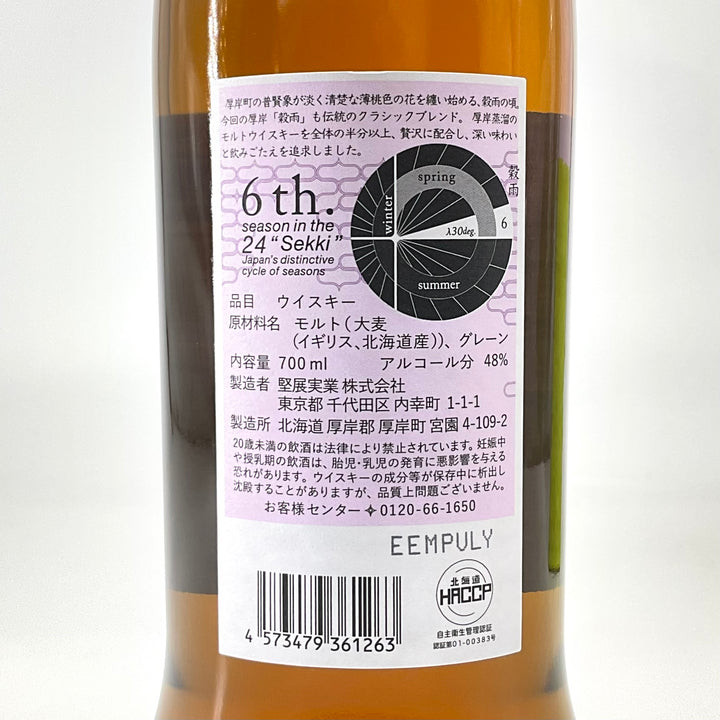 厚岸町の普賢象が淡く清楚な薄桃色の花を纏い始める、穀雨の頃。
今回の厚岸「穀雨」も伝統のクラシックブレンド。 厚岸蒸溜の
モルトウイスキーを全体の半分以上、贅沢に配合し、深い味わい
と飲みごたえを追求しました。
6th.
season in the
24 "Sekki"
Japan's distinctive
cycle of seasons
winter
spring
λ30deg.
summer
6
穀雨
品目 ウイスキー
原材料名 モルト(大麦
(イギリス、北海道産))、グレーン
内容量 700ml アルコール分 48%
製造者 堅展実業 株式会社
東京都 千代田区 内幸町 1-1-1
製造所 北海道 厚岸郡 厚岸町 宮園 4-109-2
20歳未満の飲酒は法律により禁止されています。妊娠中
や授乳期の飲酒は、胎児・乳児の発育に悪影響を与える
恐れがあります。ウイスキーの成分等が保存中に析出し
沈殿することがありますが、品質上問題ございません。
お客様センター✦0120-66-1650
EEMPULY
北海道
HACCP
自主衛生管理認証
認証第01-00383号
4 573479 361263